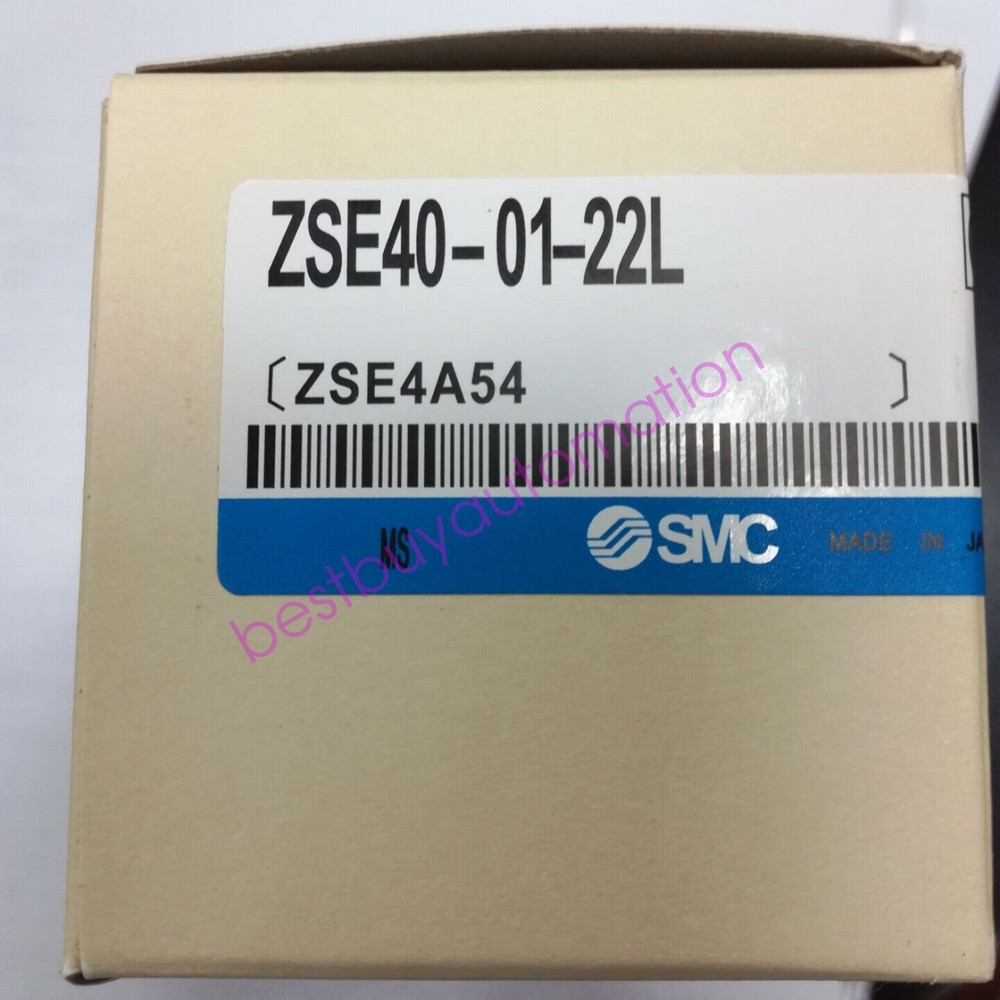 ZSE40-01-22L
〔ZSE4A54 〕
MS SMC MADE IN JA
bestbuyautomation